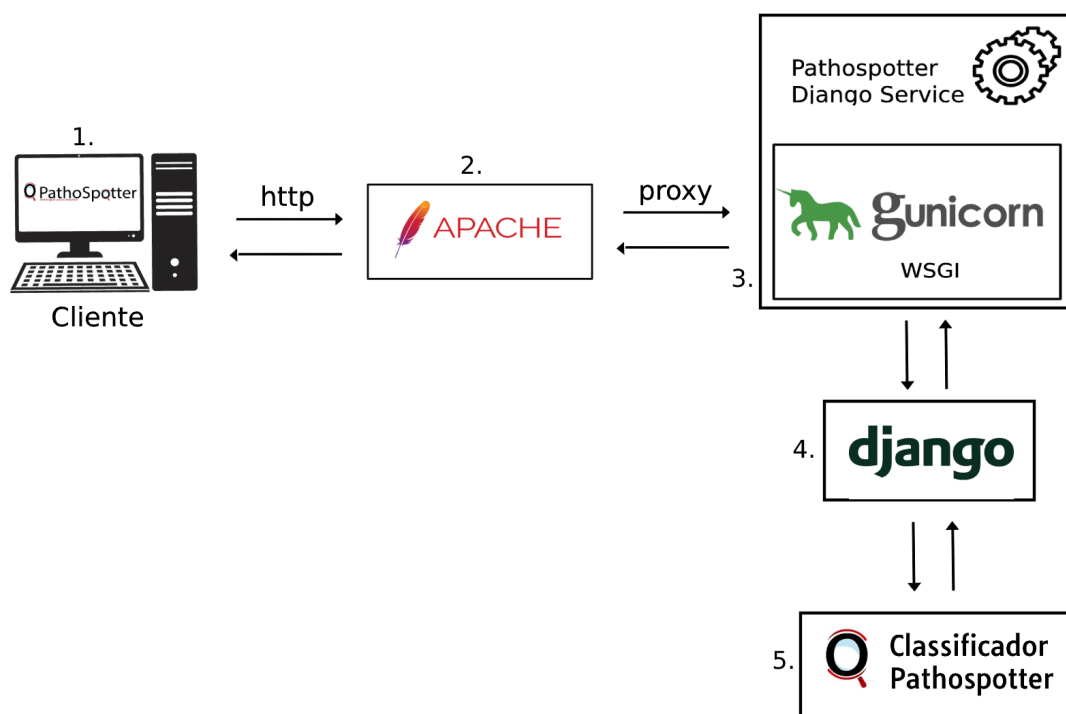 1.
PathoSpotter
Cliente
http
2.
APACHE
proxy
Pathospotter
Django Service
gunicorn
WSGI
3.
4.
django
5.
Classificador
Pathospotter